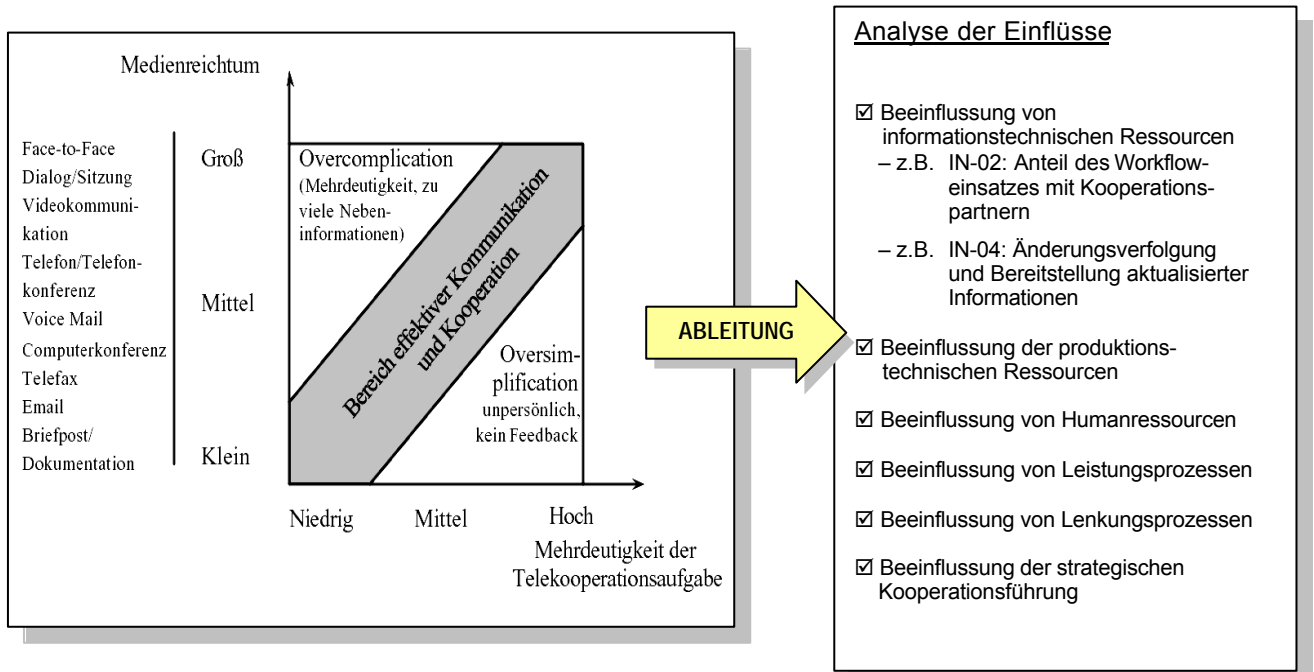 Medienreichtum
Face-to-Face
Dialog/Sitzung
Videokommuni-
kation
Telefon/Telefon-
konferenz
Voice Mail
Computerkonferenz
Telefax
Email
Briefpost/
Dokumentation
Groß
Mittel
Klein
Overcomplication
(Mehrdeutigkeit, zu
viele Neben-
informationen)
Bereich effektiver Kommunikation
und Kooperation
Oversim-
plification
unpersönlich,
kein Feedback
Niedrig
Mittel
Hoch
Mehrdeutigkeit der
Telekooperationsaufgabe
ABLEITUNG
Analyse der Einflüsse
☑ Beeinflussung von
informationstechnischen Ressourcen
– z.B. IN-02: Anteil des Workflow-
einsatzes mit Kooperations-
partnern
– z.B. IN-04: Änderungsverfolgung
und Bereitstellung aktualisierter
Informationen
☑ Beeinflussung der produktions-
technischen Ressourcen
☑ Beeinflussung von Humanressourcen
☑ Beeinflussung von Leistungsprozessen
☑ Beeinflussung von Lenkungsprozessen
☑ Beeinflussung der strategischen
Kooperationsführung